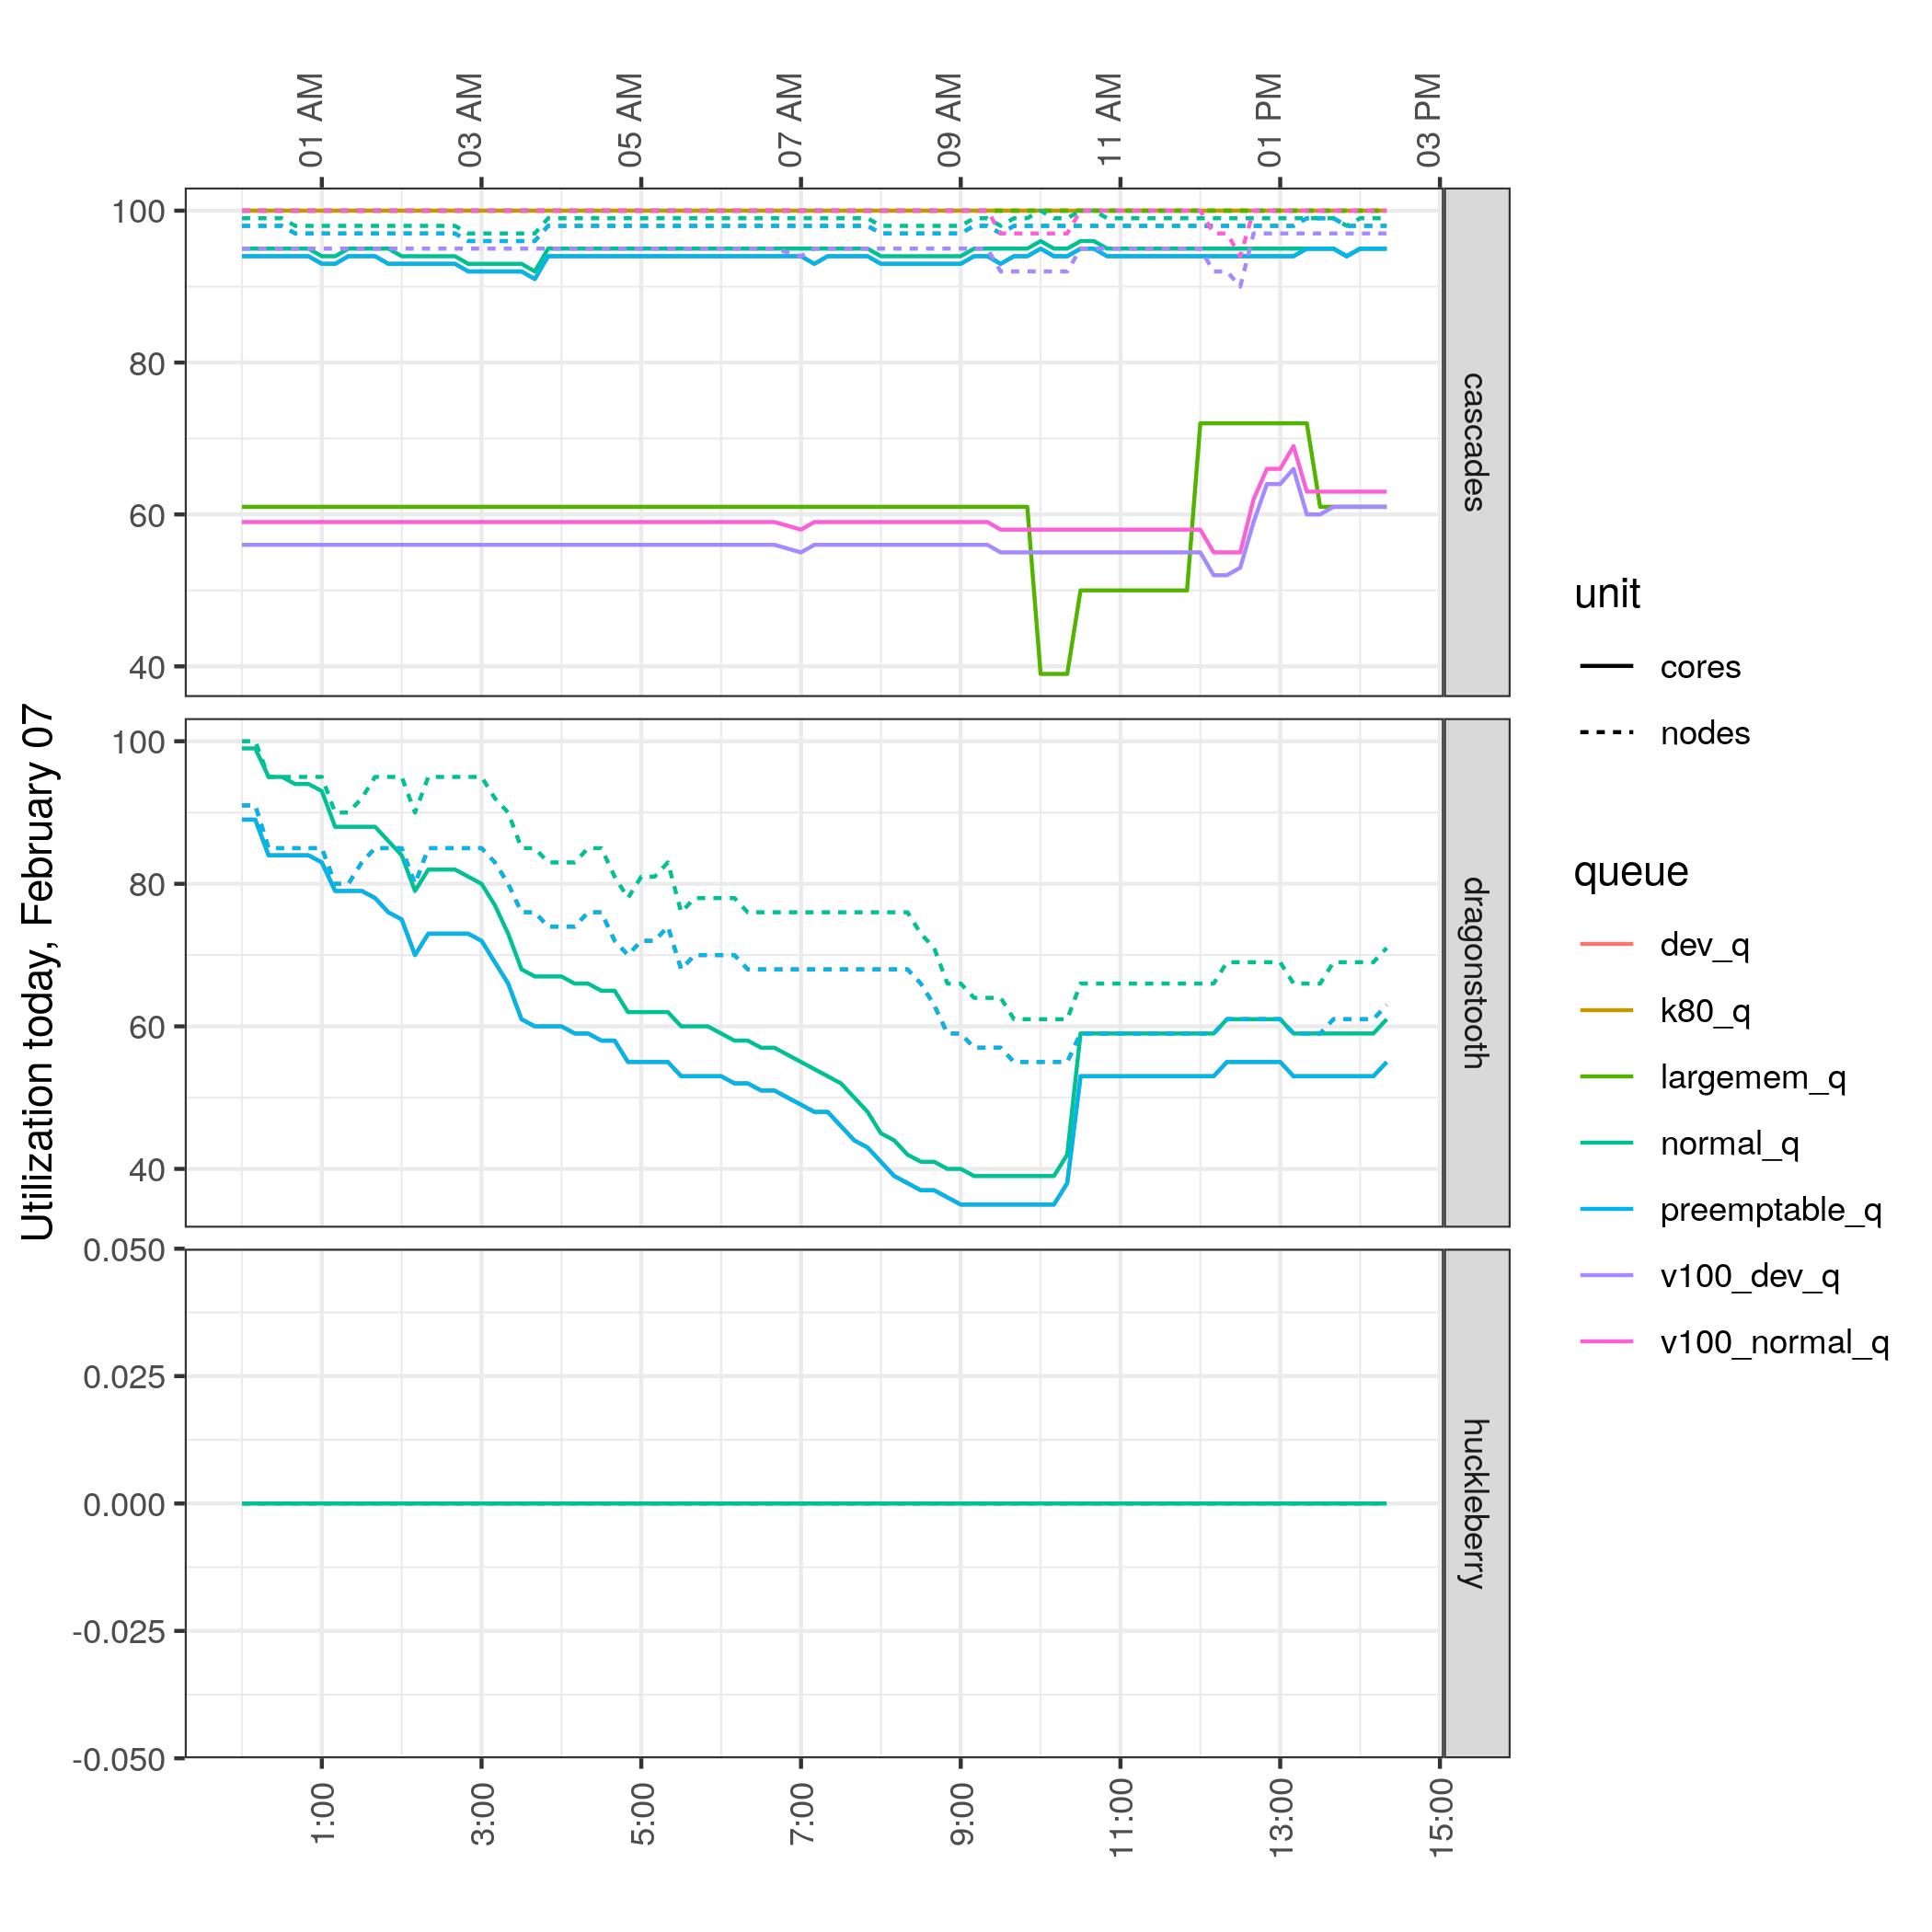 01 AM
03 AM
05 AM
07 AM
09 AM
11 AM
01 PM
03 PM
Utilization today, February 07
100
80
60
40
cascades
100
80
60
40
dragonstooth
0.050
0.025
0.000
-0.025
-0.050
huckleberry
1:00
3:00
5:00
7:00
9:00
11:00
13:00
15:00
unit
cores
nodes
queue
dev_q
k80_q
largemem_q
normal_q
preemptable_q
v100_dev_q
v100_normal_q